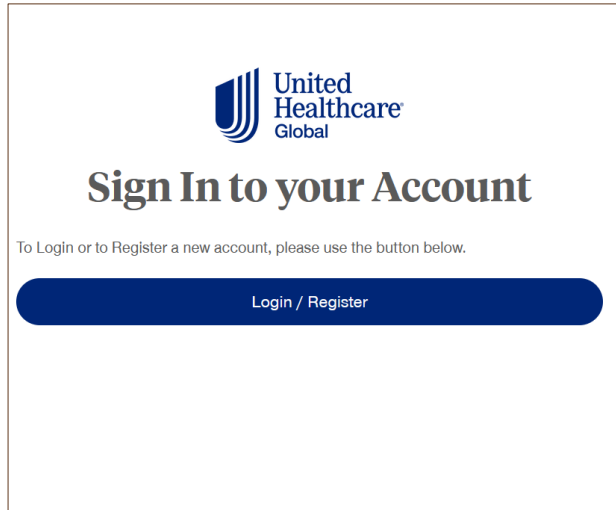 United
Healthcare®
Global
Sign In to your Account
To Login or to Register a new account, please use the button below.
Login / Register